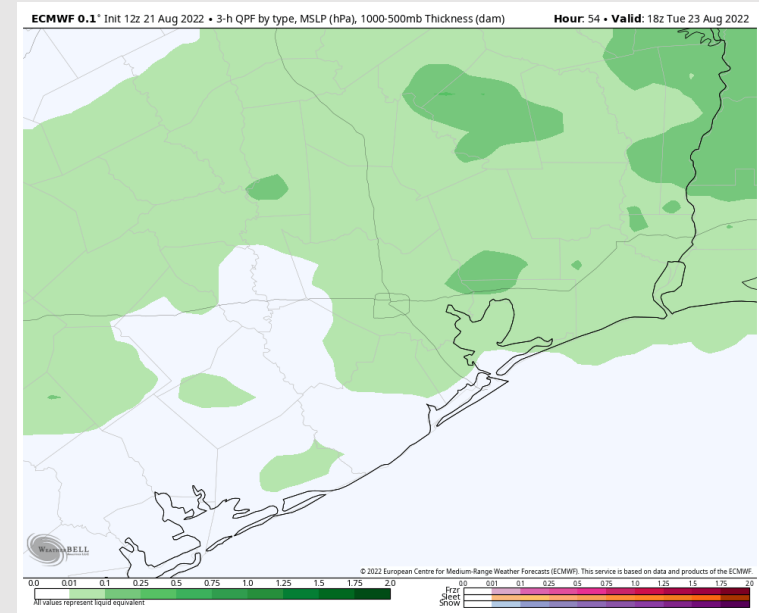 ECMWF 0.1° Init 12z 21 Aug 2022 • 3-h QPF by type, MSLP (hPa), 1000-500mb Thickness (dam) Hour: 54 • Valid: 18z Tue 23 Aug 2022
WEATHERBELL
© 2022 European Centre for Medium-Range Weather Forecasts (ECMWF). This service is based on data and products of the ECMWF.
0.0 0.01 0.1 0.25 0.5 0.75 1.0 1.25 1.5 1.75 2.0
All values represent liquid equivalent
0.0 0.01 0.1 0.25 0.5 0.75 1.0 1.25 1.5 1.75 2.0
Frzr
Sleet
Snow